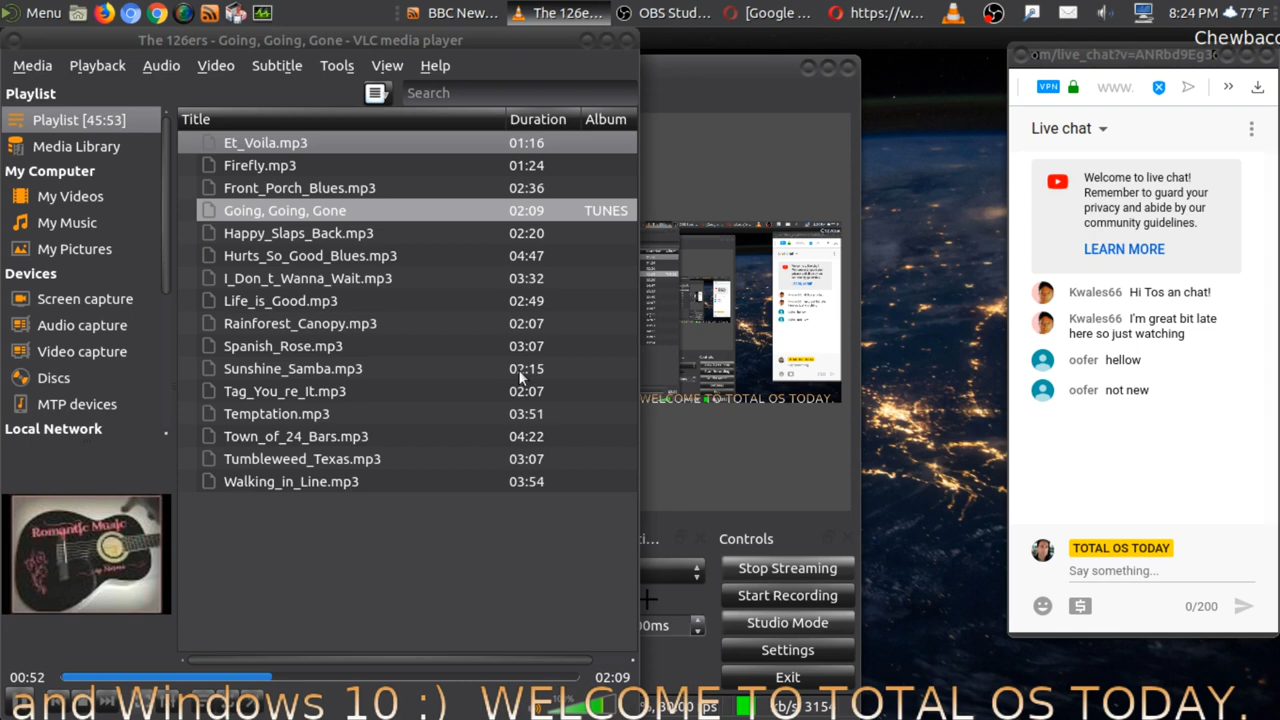 Menu
BBC New...
The 126e...
OBS Stud...
[Google ...
https://w...
8:24 PM
77 °F
Chewbacc
The 126ers - Going, Going, Gone - VLC media player
Media Playback Audio Video Subtitle Tools View Help
Playlist
Search
Playlist [45:53]
Media Library
My Computer
My Videos
My Music
My Pictures
Devices
Screen capture
Audio capture
Video capture
Discs
MTP devices
Local Network
Romantic Music
Title Duration Album
Et_Voila.mp3 01:16
Firefly.mp3 01:24
Front_Porch_Blues.mp3 02:36
Going, Going, Gone 02:09 TUNES
Happy_Slaps_Back.mp3 02:20
Hurts_So_Good_Blues.mp3 04:47
I_Don_t_Wanna_Wait.mp3 03:32
Life_is_Good.mp3 02:49
Rainforest_Canopy.mp3 02:07
Spanish_Rose.mp3 03:07
Sunshine_Samba.mp3 02:15
Tag_You_re_It.mp3 02:07
Temptation.mp3 03:51
Town_of_24_Bars.mp3 04:22
Tumbleweed_Texas.mp3 03:07
Walking_in_Line.mp3 03:54
00:52 02:09
WELCOME TO TOTAL OS TODAY.
ti...
00ms
Controls
Stop Streaming
Start Recording
Studio Mode
Settings
Exit
kb/s 3154
om/live_chat?v=ANRbd9Eg3
VPN
www.
Live chat
Welcome to live chat!
Remember to guard your
privacy and abide by our
community guidelines.
LEARN MORE
Kwales66 Hi Tos an chat!
Kwales66 I'm great bit late
here so just watching
oofer hellow
oofer not new
TOTAL OS TODAY
Say something...
0/200
and Windows 10 :) WELCOME TO TOTAL OS TODAY.